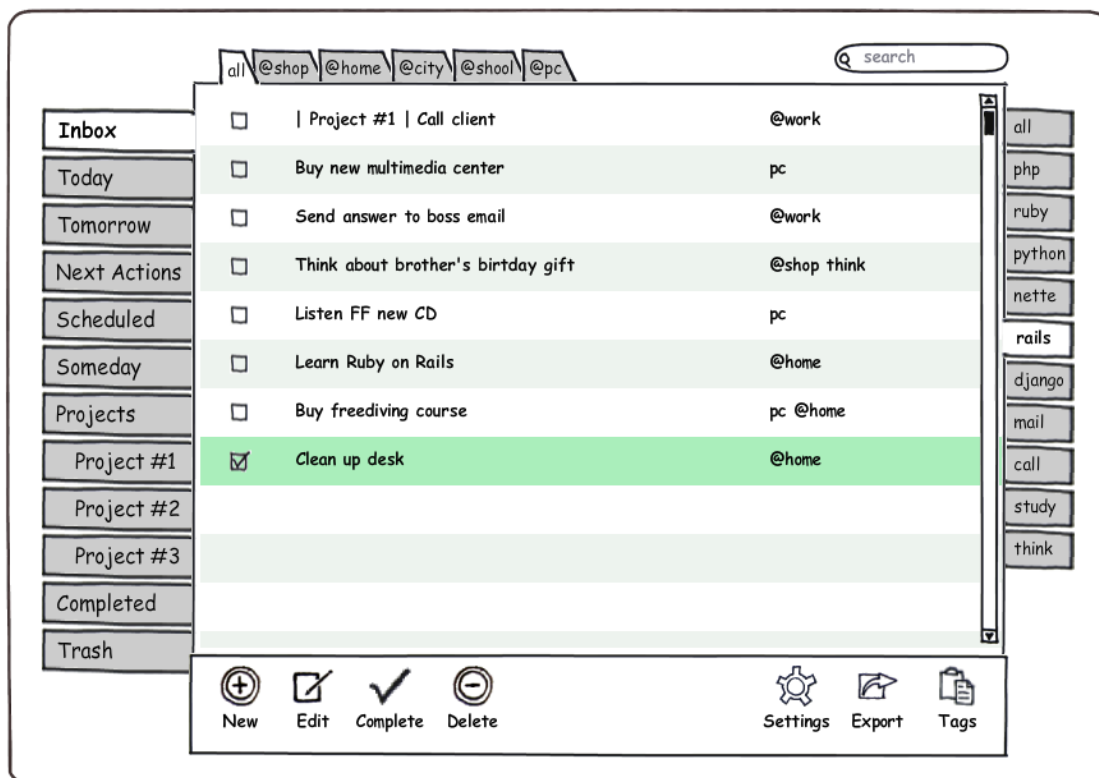 all @shop @home @city @shool @pc
search
Inbox
Today
Tomorrow
Next Actions
Scheduled
Someday
Projects
Project #1
Project #2
Project #3
Completed
Trash
| Project #1 | Call client @work
Buy new multimedia center pc
Send answer to boss email @work
Think about brother's birtday gift @shop think
Listen FF new CD pc
Learn Ruby on Rails @home
Buy freediving course pc @home
Clean up desk @home
all
php
ruby
python
nette
rails
django
mail
call
study
think
New Edit Complete Delete Settings Export Tags